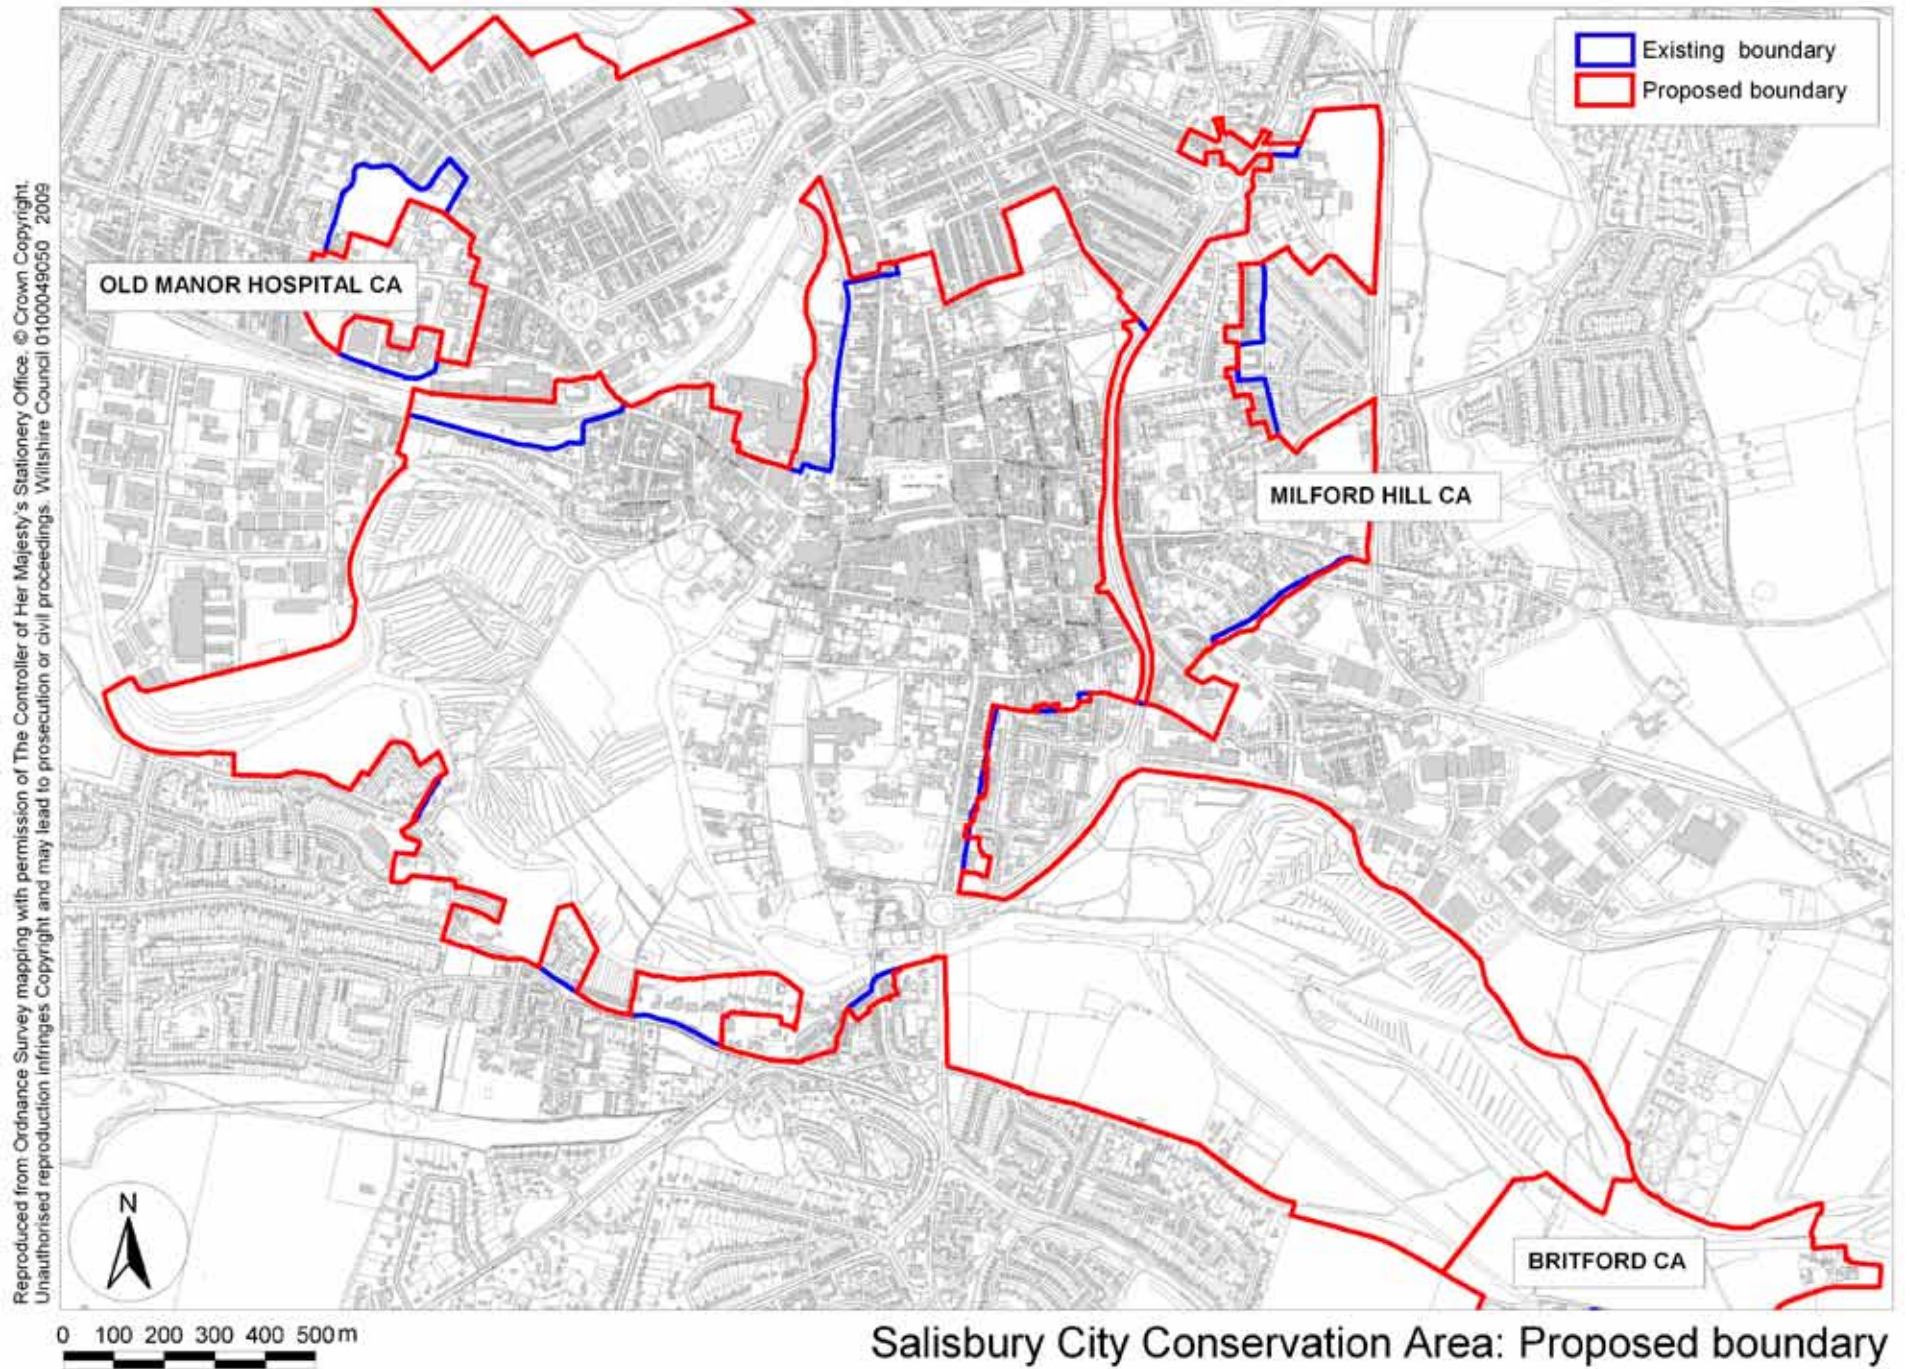 Existing boundary
Proposed boundary
OLD MANOR HOSPITAL CA
MILFORD HILL CA
BRITFORD CA
N
0 100 200 300 400 500m
Salisbury City Conservation Area: Proposed boundary
Reproduced from Ordnance Survey mapping with permission of The Controller of Her Majesty's Stationery Office. © Crown Copyright.
Unauthorised reproduction infringes Copyright and may lead to prosecution or civil proceedings. Wiltshire Council 0100049050 2009